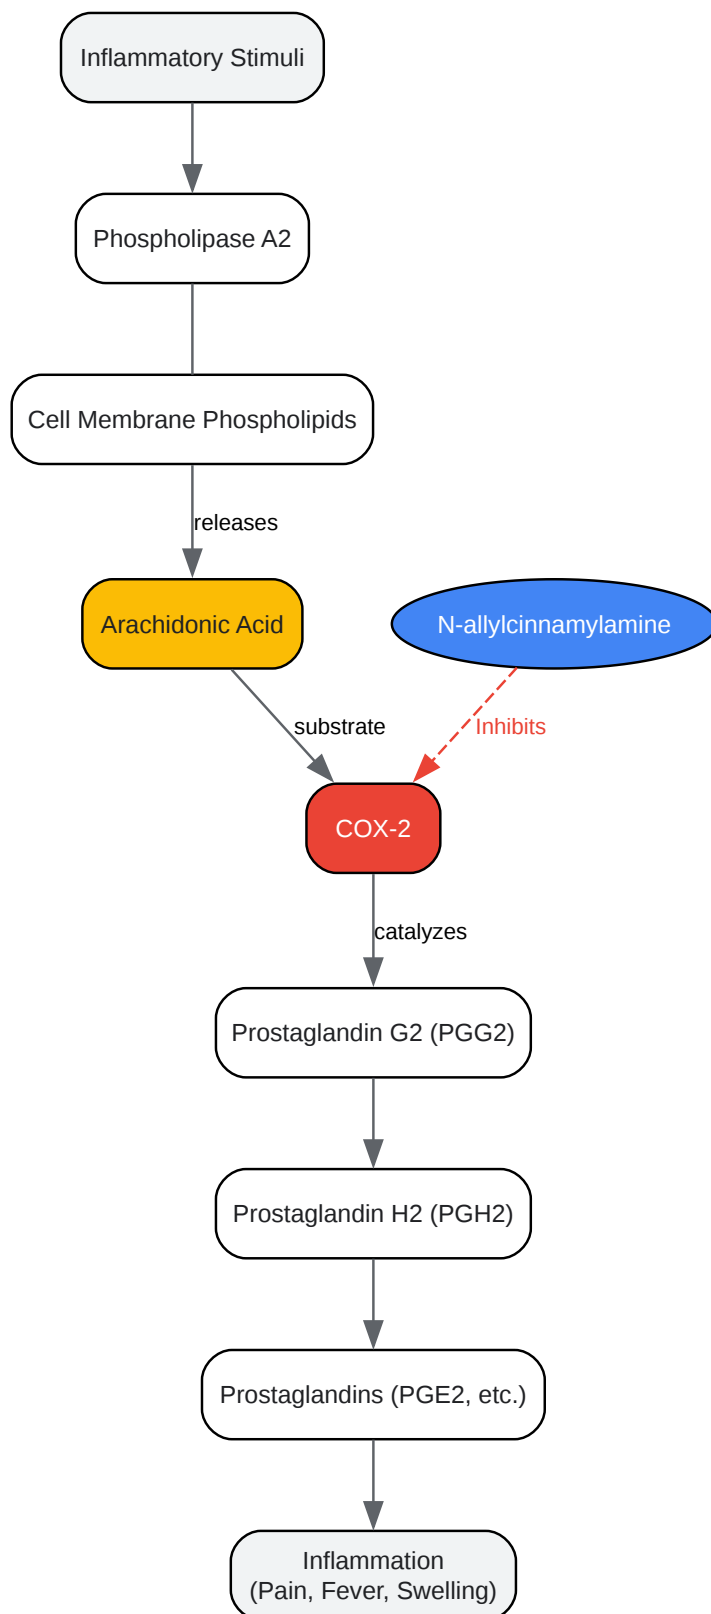 Inflammatory Stimuli
Phospholipase A2
Cell Membrane Phospholipids
releases
Arachidonic Acid
N-allylcinnamylamine
substrate
Inhibits
COX-2
catalyzes
Prostaglandin G2 (PGG2)
Prostaglandin H2 (PGH2)
Prostaglandins (PGE2, etc.)
Inflammation
(Pain, Fever, Swelling)